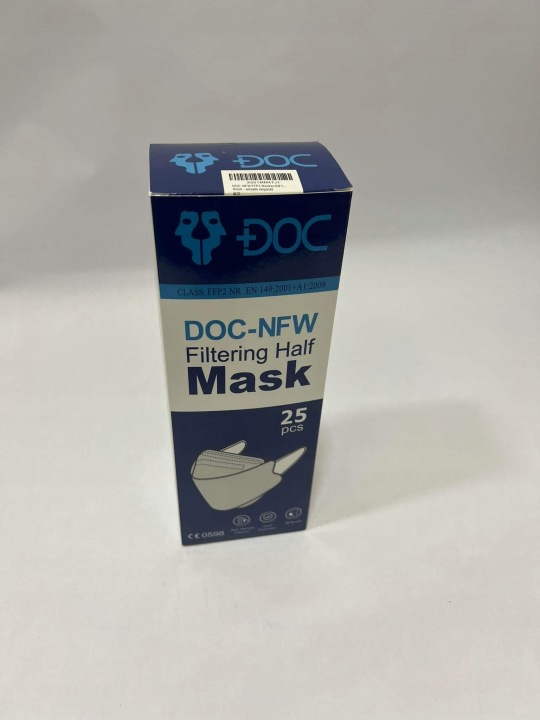 DOC
DOC
CLASS: FFP2 NR EN 149:2001+A1:2009
DOC-NFW
Filtering Half
Mask
25
pcs
CE 0598